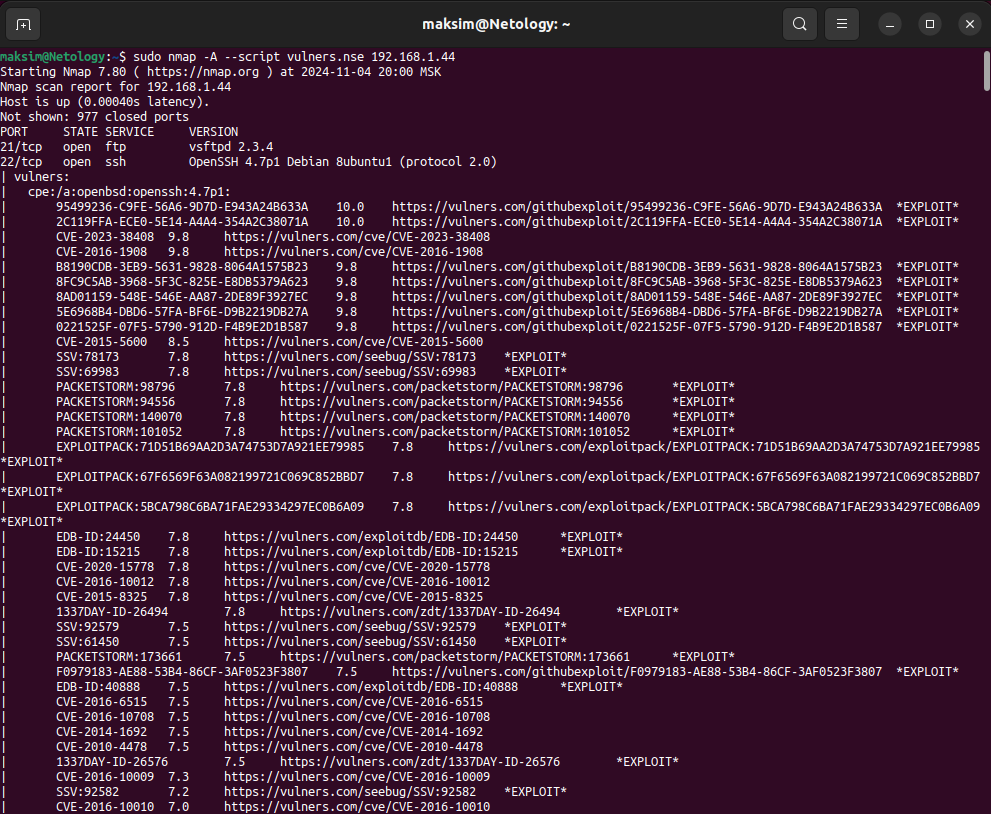 maksim@Netology: ~
maksim@Netology:~$ sudo nmap -A --script vulners.nse 192.168.1.44
Starting Nmap 7.80 ( https://nmap.org ) at 2024-11-04 20:00 MSK
Nmap scan report for 192.168.1.44
Host is up (0.00040s latency).
Not shown: 977 closed ports
PORT     STATE SERVICE     VERSION
21/tcp   open  ftp         vsftpd 2.3.4
22/tcp   open  ssh         OpenSSH 4.7p1 Debian 8ubuntu1 (protocol 2.0)
| vulners:
|   cpe:/a:openbsd:openssh:4.7p1:
|       95499236-C9FE-56A6-9D7D-E943A24B633A    10.0    https://vulners.com/githubexploit/95499236-C9FE-56A6-9D7D-E943A24B633A  *EXPLOIT*
|       2C119FFA-ECE0-5E14-A4A4-354A2C38071A    10.0    https://vulners.com/githubexploit/2C119FFA-ECE0-5E14-A4A4-354A2C38071A  *EXPLOIT*
|       CVE-2023-38408  9.8     https://vulners.com/cve/CVE-2023-38408
|       CVE-2016-1908   9.8     https://vulners.com/cve/CVE-2016-1908
|       B8190CDB-3EB9-5631-9828-8064A1575B23    9.8     https://vulners.com/githubexploit/B8190CDB-3EB9-5631-9828-8064A1575B23  *EXPLOIT*
|       8FC9C5AB-3968-5F3C-825E-E8DB5379A623    9.8     https://vulners.com/githubexploit/8FC9C5AB-3968-5F3C-825E-E8DB5379A623  *EXPLOIT*
|       8AD01159-548E-546E-AA87-2DE89F3927EC    9.8     https://vulners.com/githubexploit/8AD01159-548E-546E-AA87-2DE89F3927EC  *EXPLOIT*
|       5E6968B4-DBD6-57FA-BF6E-D9B2219DB27A    9.8     https://vulners.com/githubexploit/5E6968B4-DBD6-57FA-BF6E-D9B2219DB27A  *EXPLOIT*
|       0221525F-07F5-5790-912D-F4B9E2D1B587    9.8     https://vulners.com/githubexploit/0221525F-07F5-5790-912D-F4B9E2D1B587  *EXPLOIT*
|       CVE-2015-5600   8.5     https://vulners.com/cve/CVE-2015-5600
|       SSV:78173       7.8     https://vulners.com/seebug/SSV:78173    *EXPLOIT*
|       SSV:69983       7.8     https://vulners.com/seebug/SSV:69983    *EXPLOIT*
|       PACKETSTORM:98796       7.8     https://vulners.com/packetstorm/PACKETSTORM:98796       *EXPLOIT*
|       PACKETSTORM:94556       7.8     https://vulners.com/packetstorm/PACKETSTORM:94556       *EXPLOIT*
|       PACKETSTORM:140070      7.8     https://vulners.com/packetstorm/PACKETSTORM:140070      *EXPLOIT*
|       PACKETSTORM:101052      7.8     https://vulners.com/packetstorm/PACKETSTORM:101052      *EXPLOIT*
|       EXPLOITPACK:71D51B69AA2D3A74753D7A921EE79985    7.8     https://vulners.com/exploitpack/EXPLOITPACK:71D51B69AA2D3A74753D7A921EE79985
*EXPLOIT*
|       EXPLOITPACK:67F6569F63A082199721C069C852BBD7    7.8     https://vulners.com/exploitpack/EXPLOITPACK:67F6569F63A082199721C069C852BBD7
*EXPLOIT*
|       EXPLOITPACK:5BCA798C6BA71FAE29334297EC0B6A09    7.8     https://vulners.com/exploitpack/EXPLOITPACK:5BCA798C6BA71FAE29334297EC0B6A09
*EXPLOIT*
|       EDB-ID:24450    7.8     https://vulners.com/exploitdb/EDB-ID:24450      *EXPLOIT*
|       EDB-ID:15215    7.8     https://vulners.com/exploitdb/EDB-ID:15215      *EXPLOIT*
|       CVE-2020-15778  7.8     https://vulners.com/cve/CVE-2020-15778
|       CVE-2016-10012  7.8     https://vulners.com/cve/CVE-2016-10012
|       CVE-2015-8325   7.8     https://vulners.com/cve/CVE-2015-8325
|       1337DAY-ID-26494        7.8     https://vulners.com/zdt/1337DAY-ID-26494        *EXPLOIT*
|       SSV:92579       7.5     https://vulners.com/seebug/SSV:92579    *EXPLOIT*
|       SSV:61450       7.5     https://vulners.com/seebug/SSV:61450    *EXPLOIT*
|       PACKETSTORM:173661      7.5     https://vulners.com/packetstorm/PACKETSTORM:173661      *EXPLOIT*
|       F0979183-AE88-53B4-86CF-3AF0523F3807    7.5     https://vulners.com/githubexploit/F0979183-AE88-53B4-86CF-3AF0523F3807  *EXPLOIT*
|       EDB-ID:40888    7.5     https://vulners.com/exploitdb/EDB-ID:40888      *EXPLOIT*
|       CVE-2016-6515   7.5     https://vulners.com/cve/CVE-2016-6515
|       CVE-2016-10708  7.5     https://vulners.com/cve/CVE-2016-10708
|       CVE-2014-1692   7.5     https://vulners.com/cve/CVE-2014-1692
|       CVE-2010-4478   7.5     https://vulners.com/cve/CVE-2010-4478
|       1337DAY-ID-26576        7.5     https://vulners.com/zdt/1337DAY-ID-26576        *EXPLOIT*
|       CVE-2016-10009  7.3     https://vulners.com/cve/CVE-2016-10009
|       SSV:92582       7.2     https://vulners.com/seebug/SSV:92582    *EXPLOIT*
|       CVE-2016-10010  7.0     https://vulners.com/cve/CVE-2016-10010